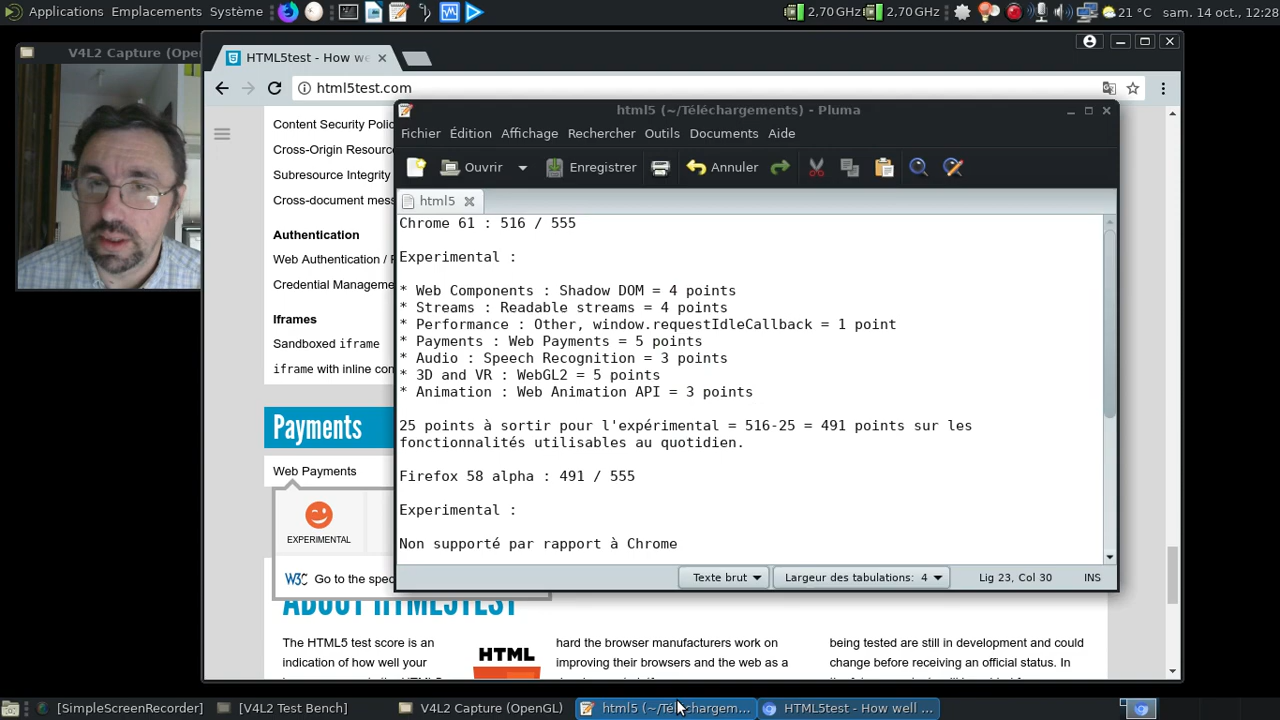 Applications Emplacements Système
2,70 GHz 2,70 GHz 21 °C sam. 14 oct., 12:28
V4L2 Capture (Open
HTML5test - How we
html5test.com
Content Security Polic
Cross-Origin Resource
Subresource Integrity
Cross-document mess
Authentication
Web Authentication /
Credential Manageme
Iframes
Sandboxed iframe
iframe with inline con
Payments
Web Payments
EXPERIMENTAL
W3C Go to the spec
ABOUT HTML5TEST
The HTML5 test score is an
indication of how well your
HTML
hard the browser manufacturers work on
improving their browsers and the web as a
being tested are still in development and could
change before receiving an official status. In
html5 (~/Téléchargements) - Pluma
Fichier Édition Affichage Rechercher Outils Documents Aide
Ouvrir Enregistrer Annuler
html5
Chrome 61 : 516 / 555
Experimental :
* Web Components : Shadow DOM = 4 points
* Streams : Readable streams = 4 points
* Performance : Other, window.requestIdleCallback = 1 point
* Payments : Web Payments = 5 points
* Audio : Speech Recognition = 3 points
* 3D and VR : WebGL2 = 5 points
* Animation : Web Animation API = 3 points
25 points à sortir pour l'expérimental = 516-25 = 491 points sur les
fonctionnalités utilisables au quotidien.
Firefox 58 alpha : 491 / 555
Experimental :
Non supporté par rapport à Chrome
Texte brut Largeur des tabulations: 4 Lig 23, Col 30 INS
[SimpleScreenRecorder] [V4L2 Test Bench] V4L2 Capture (OpenGL) html5 (~/Téléchargem... HTML5test - How well ...